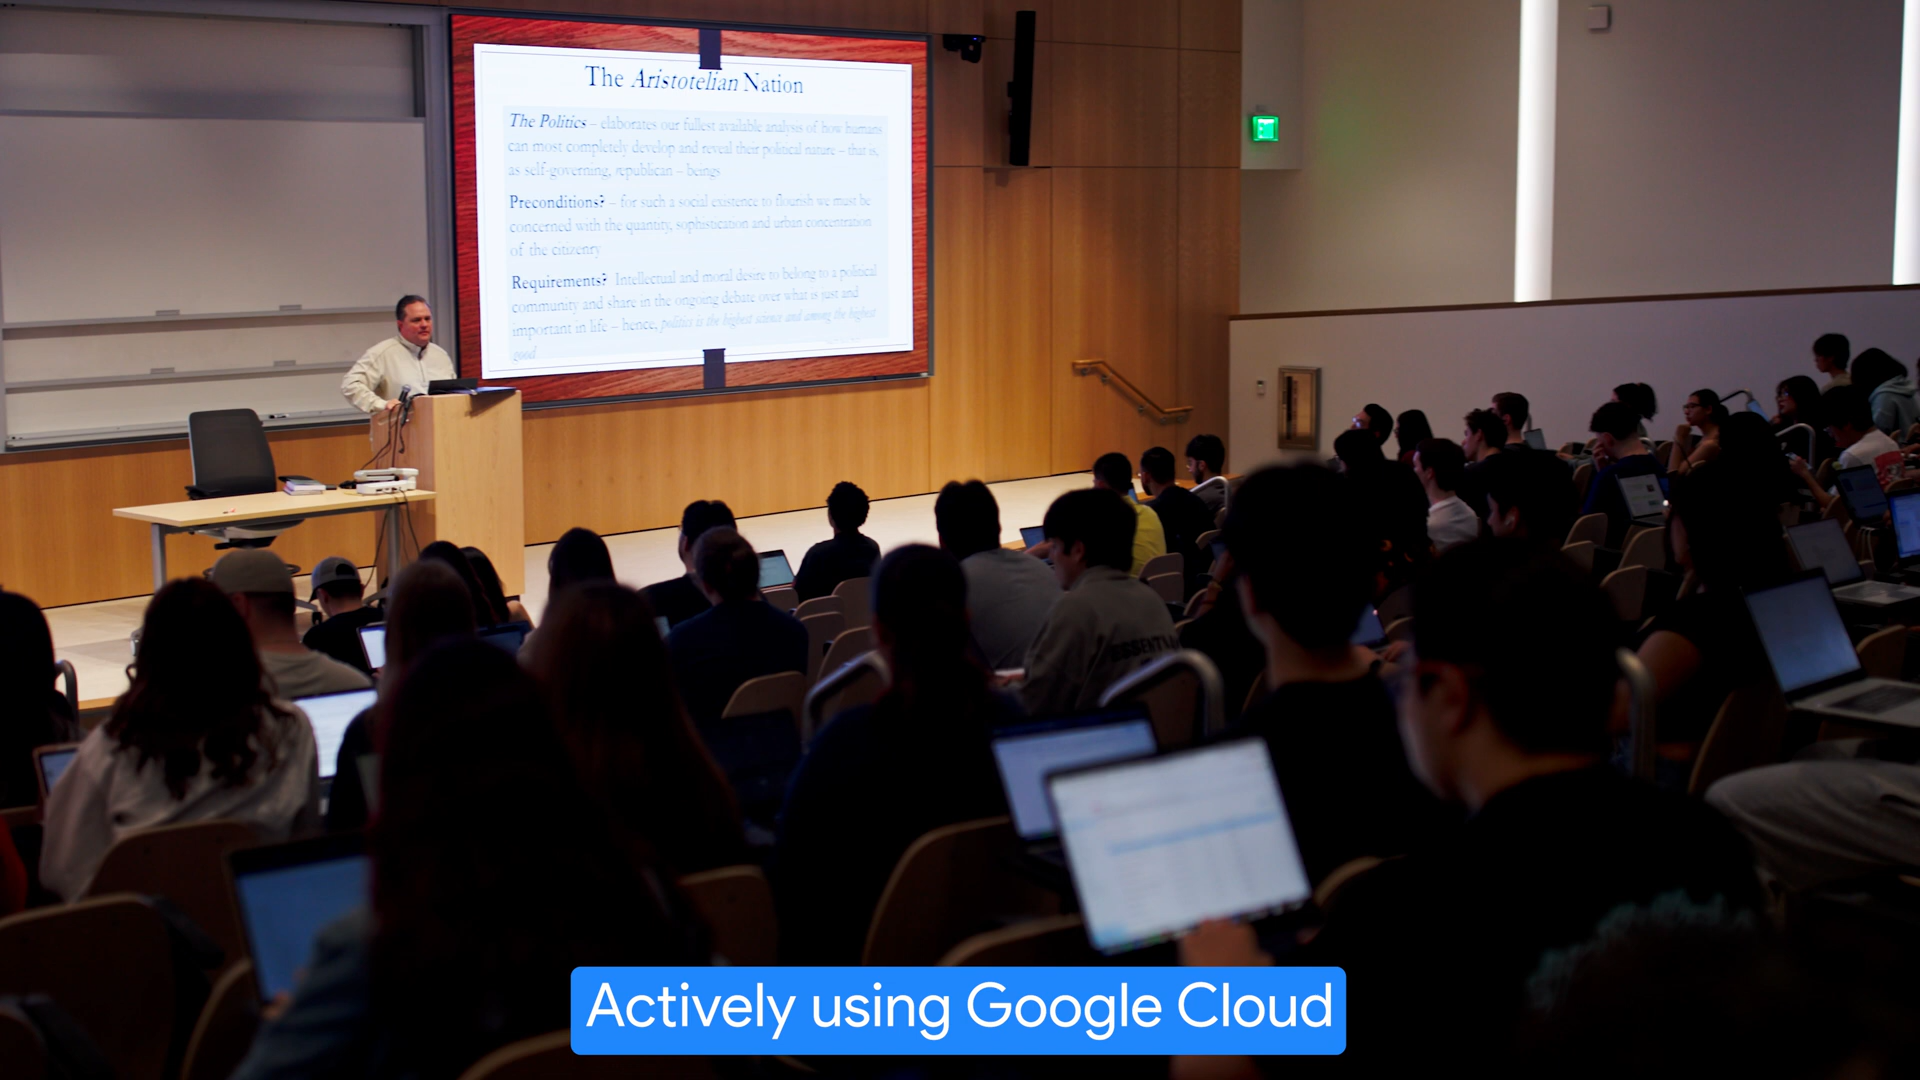 The Aristotelian Nation
The Politics – elaborates our fullest available analysis of how humans
can most completely develop and reveal their political nature – that is,
as self-governing, republican – beings
Preconditions? – for such a social existence to flourish we must be
concerned with the quantity, sophistication and urban concentration
of the citizenry
Requirements? Intellectual and moral desire to belong to a political
community and share in the ongoing debate over what is just and
important in life – hence, politics is the highest science and among the highest
good
Actively using Google Cloud